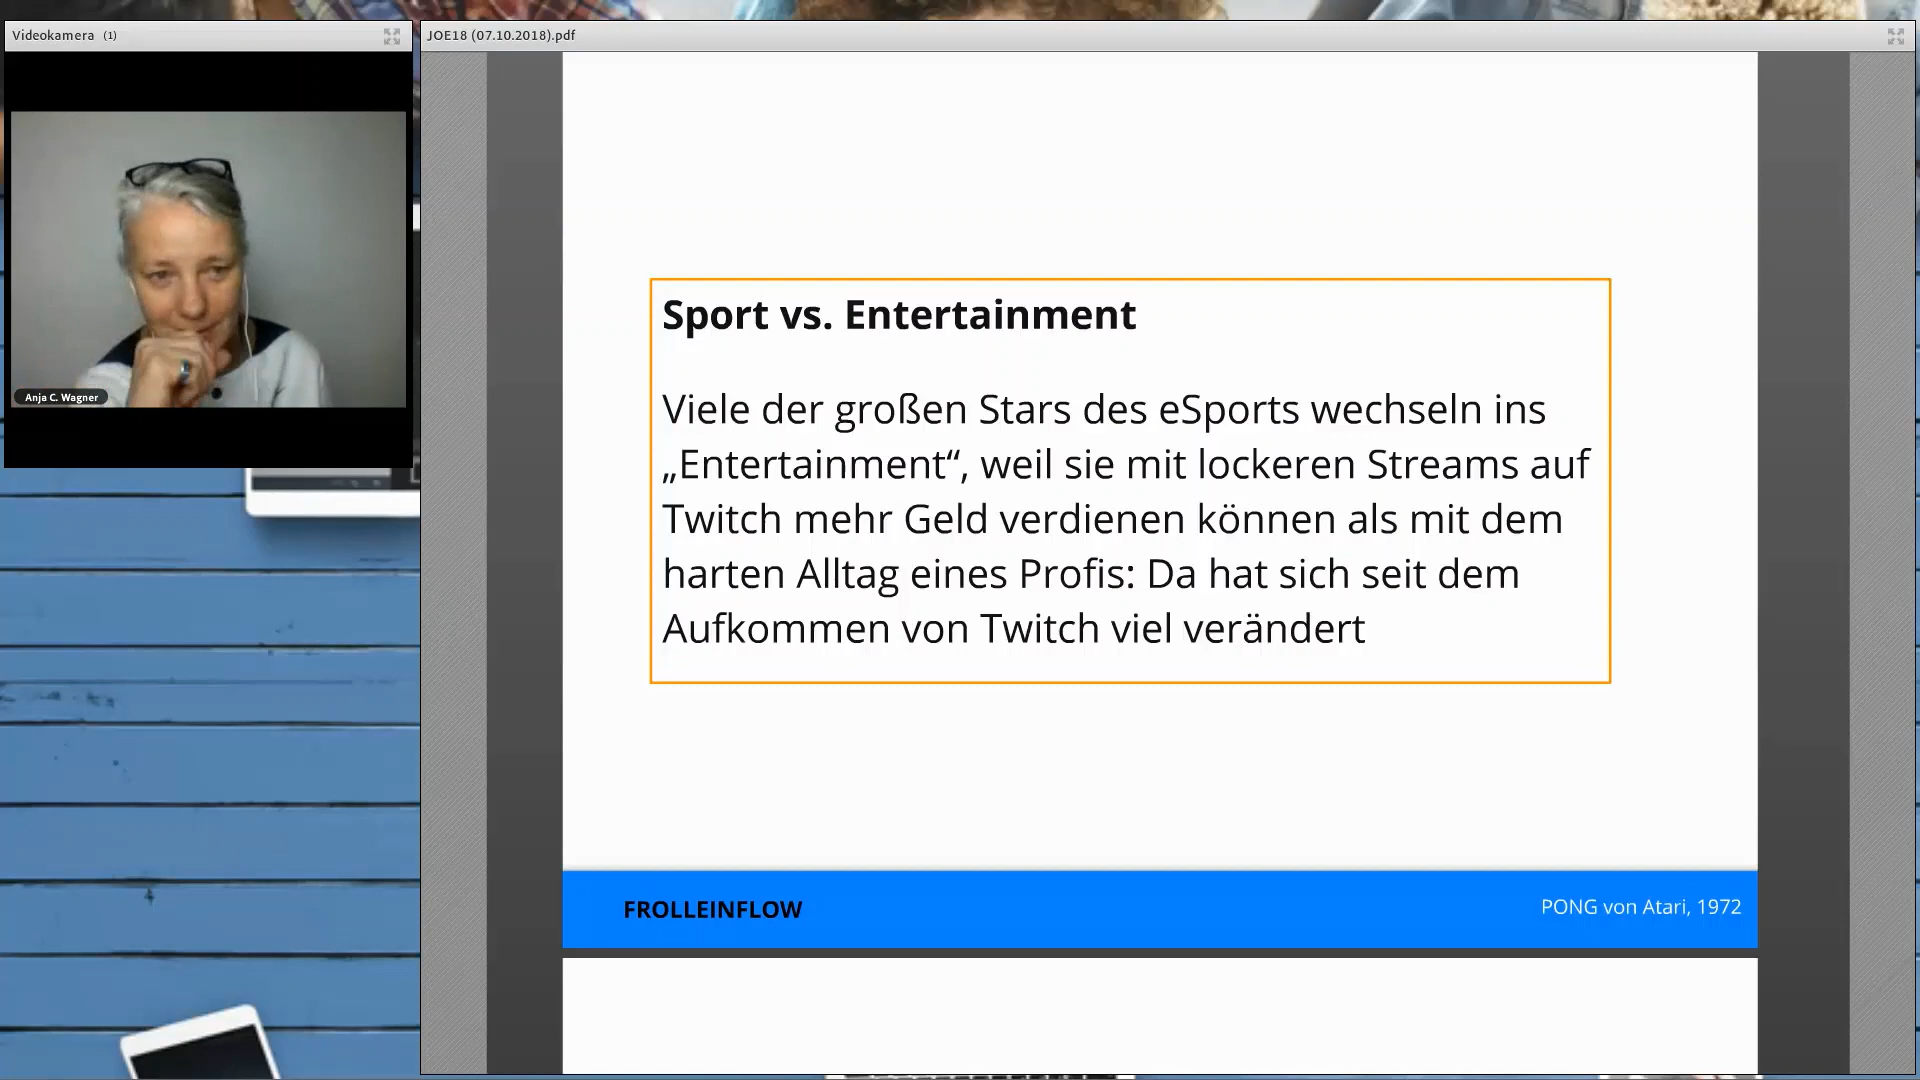 Videokamera (1)
JOE18 (07.10.2018).pdf
Anja C. Wagner
Sport vs. Entertainment
Viele der großen Stars des eSports wechseln ins
„Entertainment“, weil sie mit lockeren Streams auf
Twitch mehr Geld verdienen können als mit dem
harten Alltag eines Profis: Da hat sich seit dem
Aufkommen von Twitch viel verändert
FROLLEINFLOW
PONG von Atari, 1972